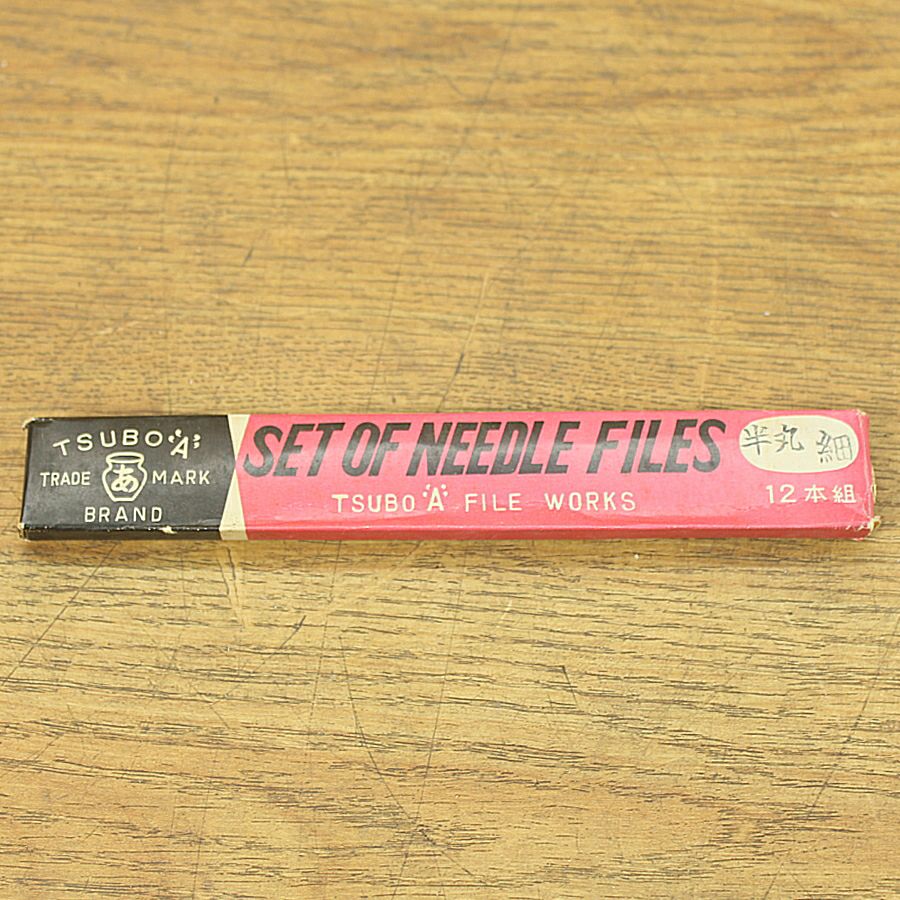 TSUBO "A"
TRADE あ MARK
BRAND
SET OF NEEDLE FILES
TSUBO "A" FILE WORKS
半丸 細
12本組